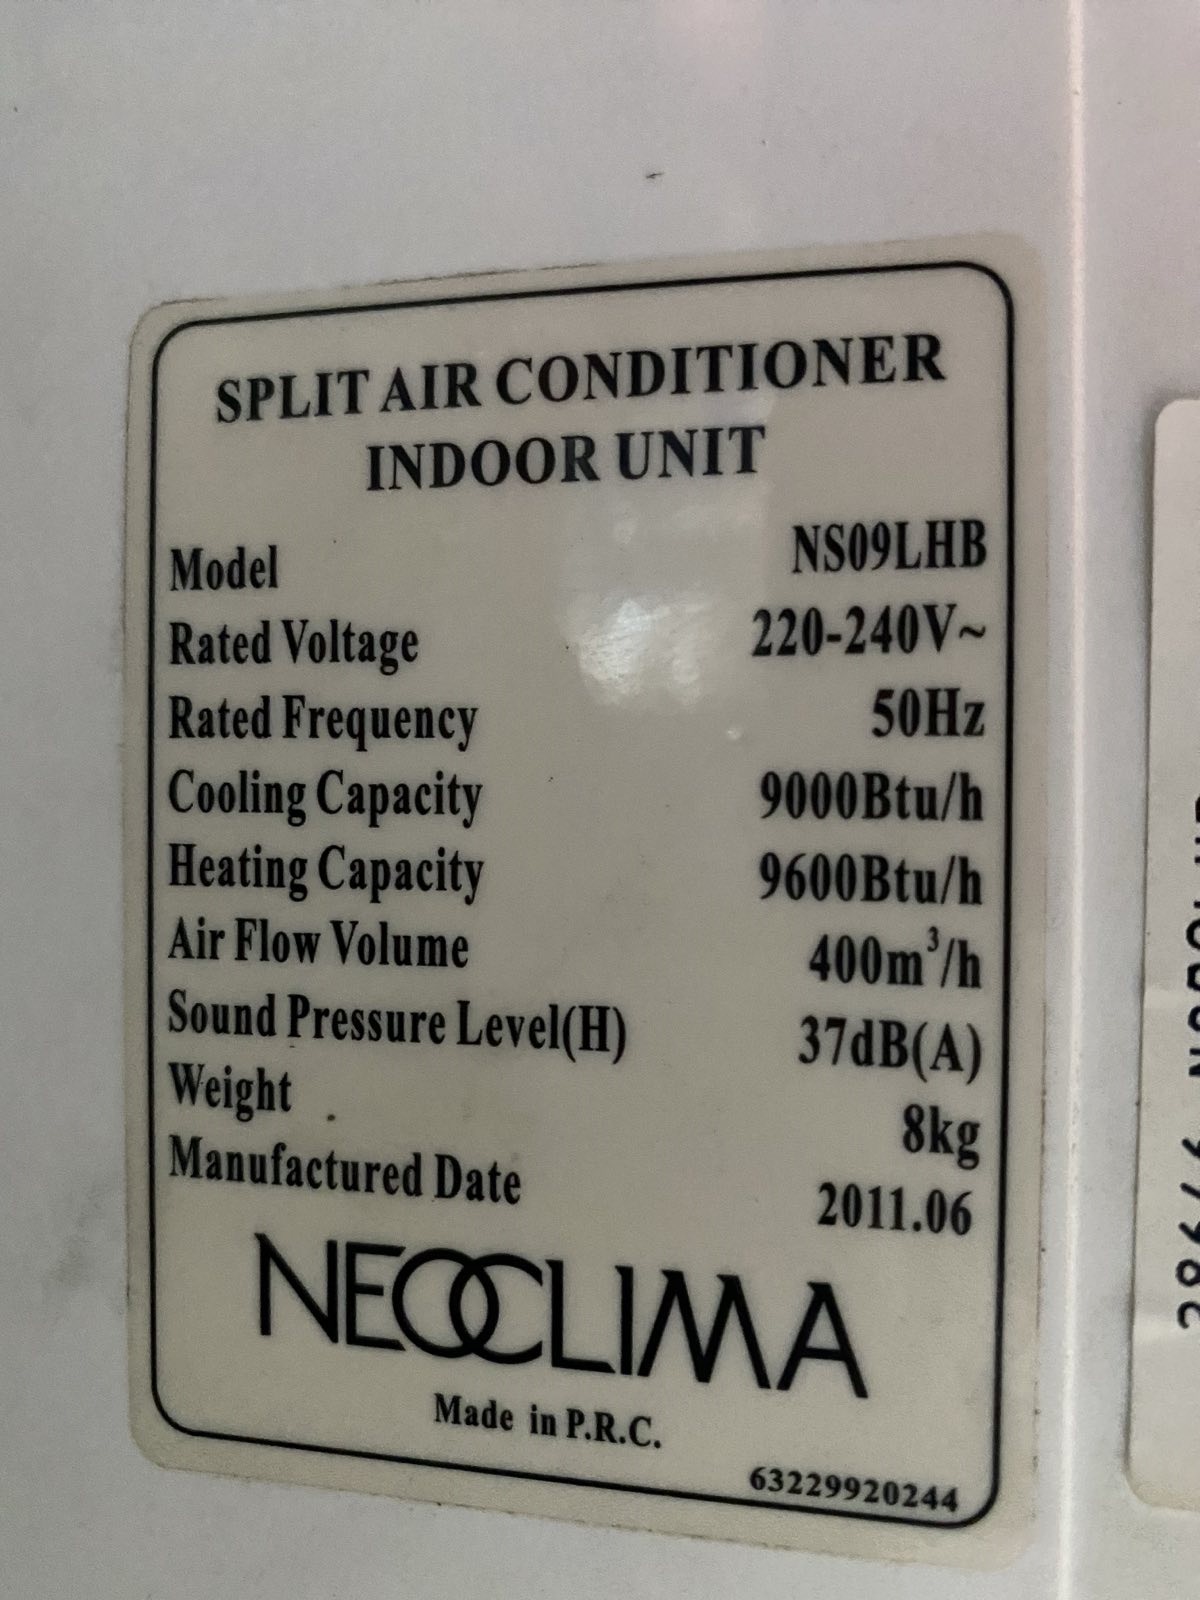 SPLIT AIR CONDITIONER
INDOOR UNIT
Model NS09LHB
Rated Voltage 220-240V~
Rated Frequency 50Hz
Cooling Capacity 9000Btu/h
Heating Capacity 9600Btu/h
Air Flow Volume 400m³/h
Sound Pressure Level(H) 37dB(A)
Weight 8kg
Manufactured Date 2011.06
NEOCLIMA
Made in P.R.C.
63229920244